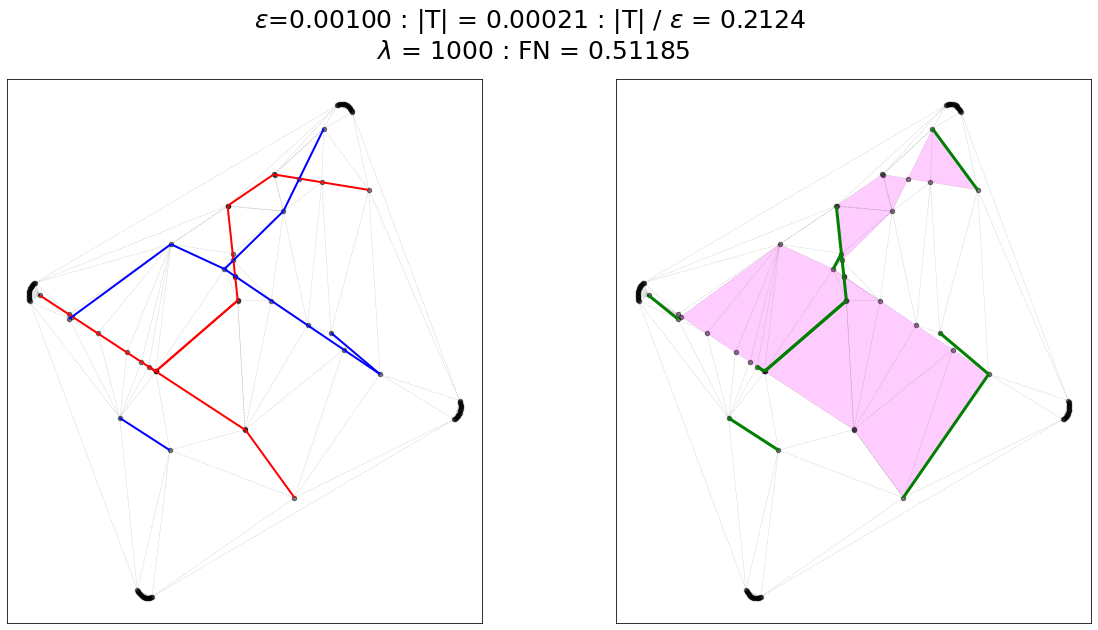 ε=0.00100 : |T| = 0.00021 : |T| / ε = 0.2124
λ = 1000 : FN = 0.51185